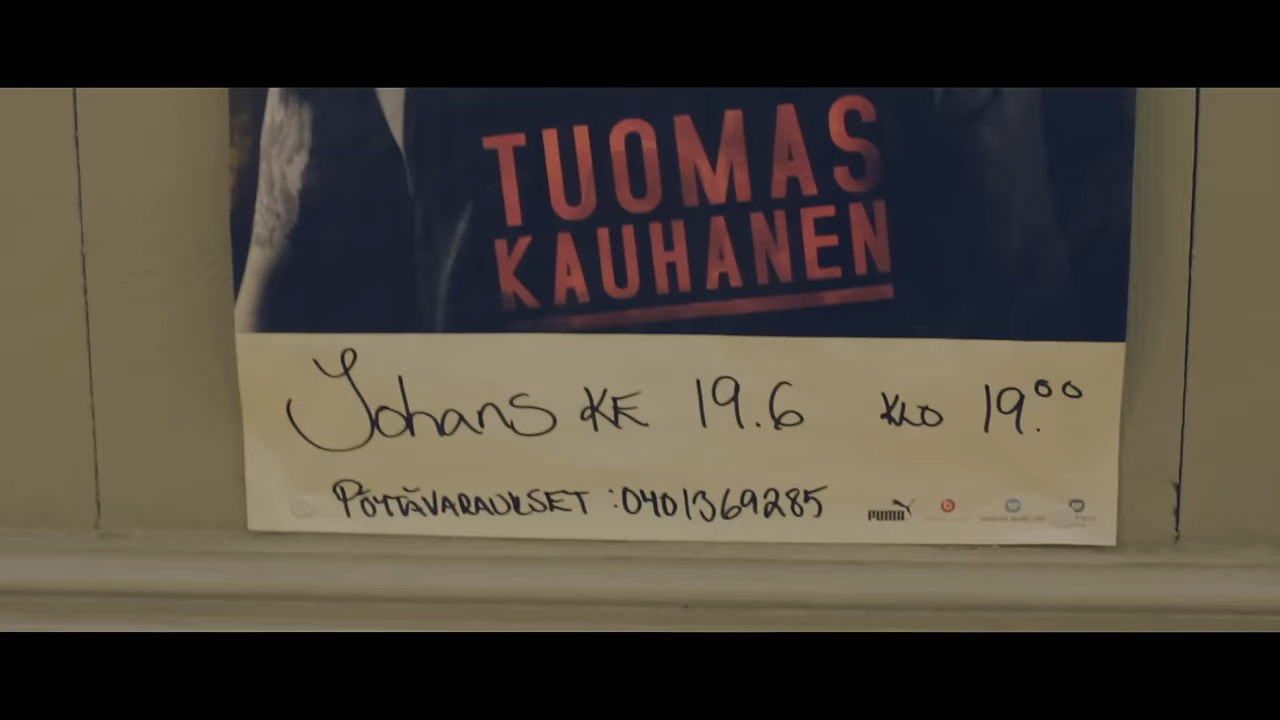 TUOMAS
KAUHANEN
Johans KE 19.6 KLO 19.00
PÖYTÄVARAUKSET :0401369285
PUMA